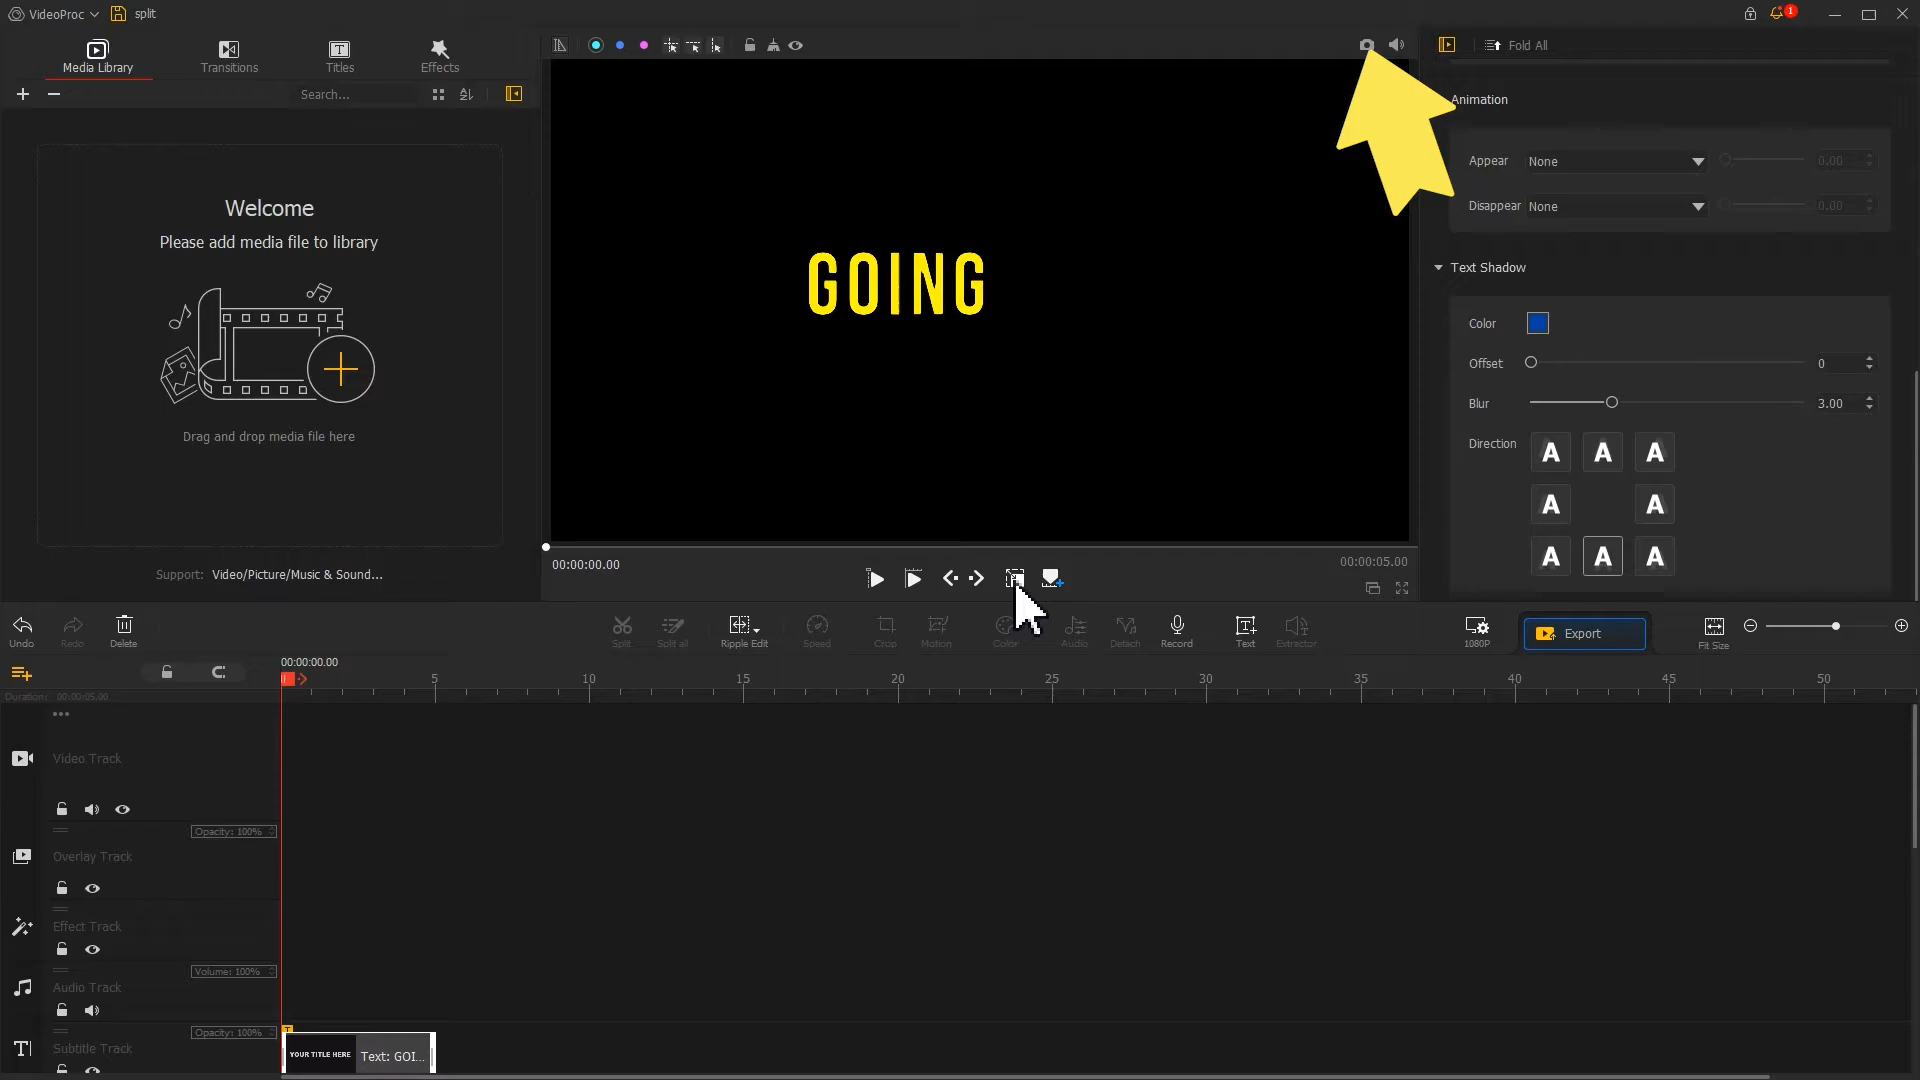 VideoProc split 1
Media Library Transitions Titles Effects
Search...
Fold All
Welcome
Please add media file to library
Drag and drop media file here
Support: Video/Picture/Music & Sound...
GOING
00:00:00.00 00:00:05.00
Animation
Appear None 0.00
Disappear None 0.00
Text Shadow
Color
Offset 0
Blur 3.00
Direction
A A A
A A
A A A
Undo Redo Delete Split Split all Ripple Edit Speed Crop Motion Color Audio Detach Record Text Extractor 1080P Export Fit Size
00:00:00.00
5 10 15 20 25 30 35 40 45 50
Duration: 00:00:05.00
Video Track
Opacity: 100%
Overlay Track
Effect Track
Volume: 100%
Audio Track
Opacity: 100%
Subtitle Track
YOUR TITLE HERE Text: GOI...